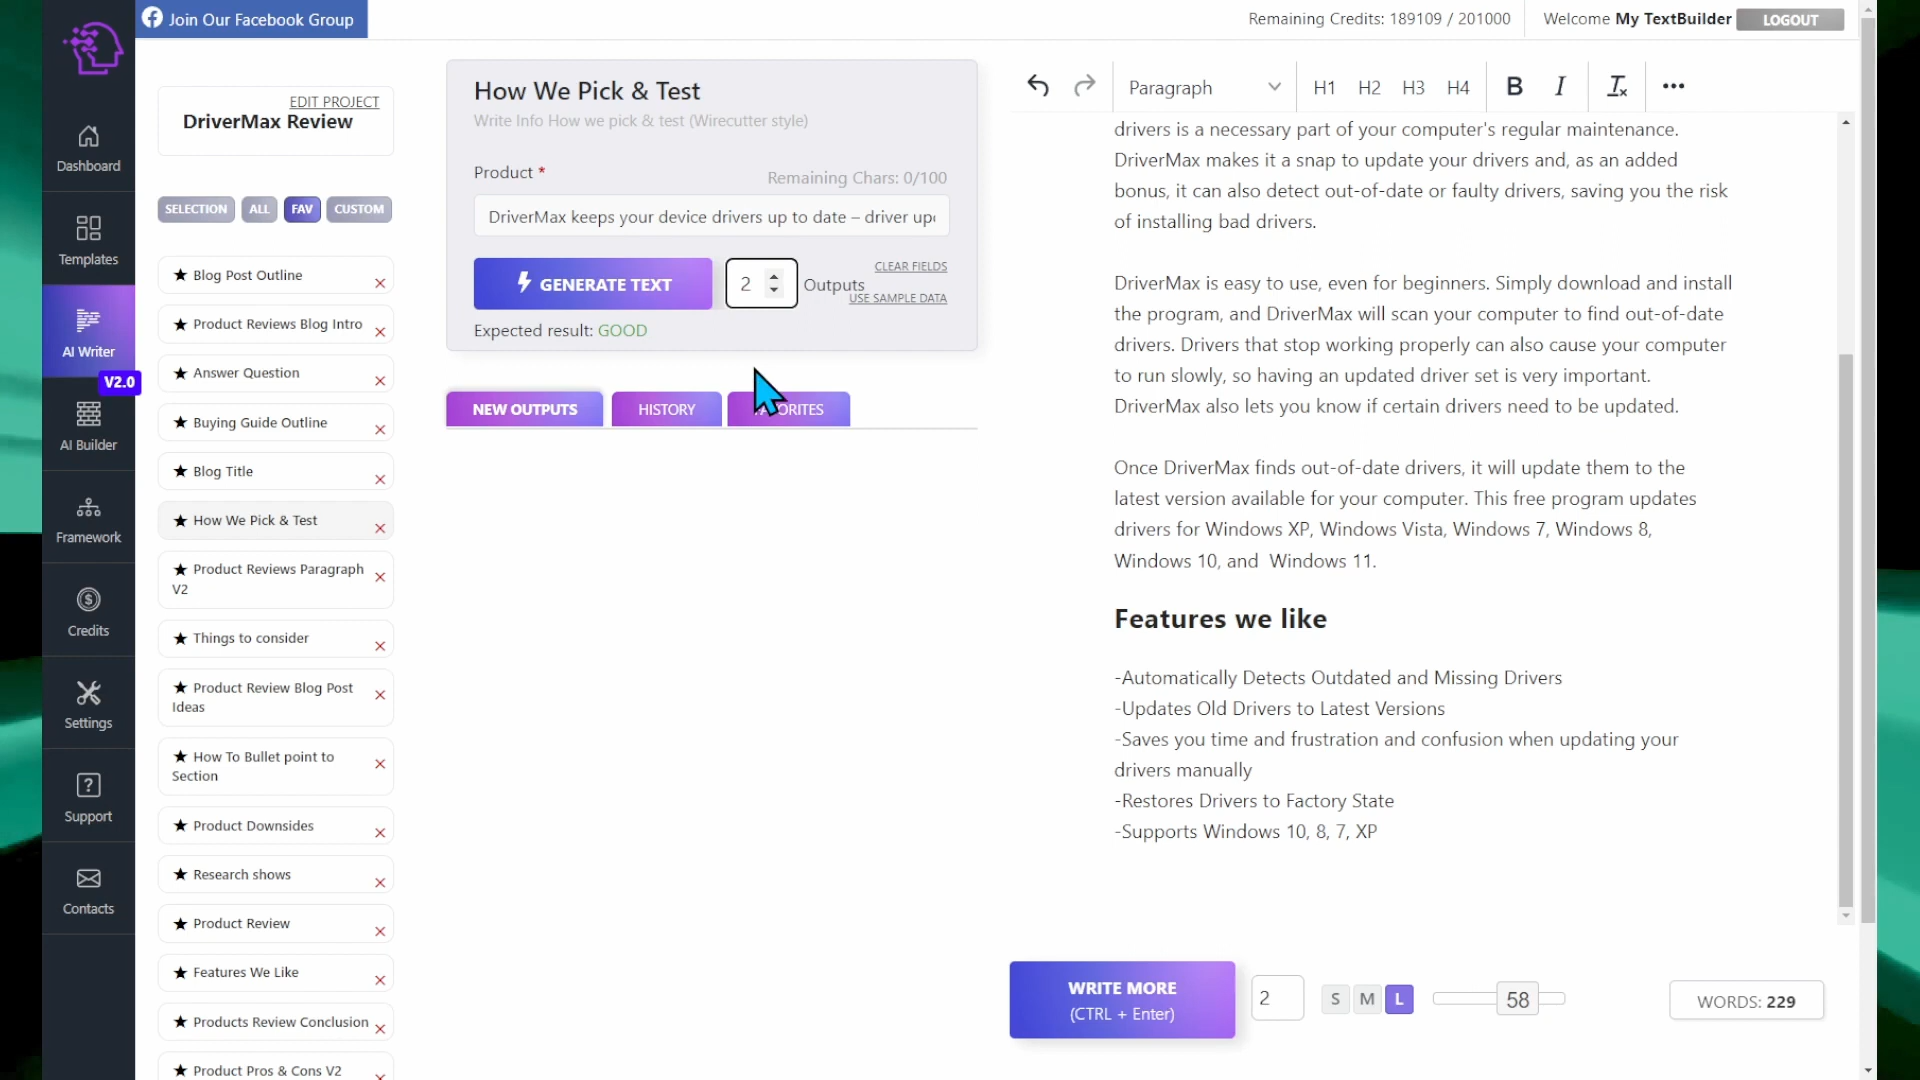 Join Our Facebook Group
Remaining Credits: 189109 / 201000
Welcome My TextBuilder
LOGOUT
Dashboard
Templates
AI Writer
V2.0
AI Builder
Framework
Credits
Settings
Support
Contacts
EDIT PROJECT
DriverMax Review
SELECTION
ALL
FAV
CUSTOM
★ Blog Post Outline
★ Product Reviews Blog Intro
★ Answer Question
★ Buying Guide Outline
★ Blog Title
★ How We Pick & Test
★ Product Reviews Paragraph
V2
★ Things to consider
★ Product Review Blog Post
Ideas
★ How To Bullet point to
Section
★ Product Downsides
★ Research shows
★ Product Review
★ Features We Like
★ Products Review Conclusion
★ Product Pros & Cons V2
How We Pick & Test
Write Info How we pick & test (Wirecutter style)
Product *
Remaining Chars: 0/100
DriverMax keeps your device drivers up to date – driver up
GENERATE TEXT
2
Outputs
CLEAR FIELDS
USE SAMPLE DATA
Expected result: GOOD
NEW OUTPUTS
HISTORY
Paragraph
H1
H2
H3
H4
B
I
drivers is a necessary part of your computer's regular maintenance.
DriverMax makes it a snap to update your drivers and, as an added
bonus, it can also detect out-of-date or faulty drivers, saving you the risk
of installing bad drivers.
DriverMax is easy to use, even for beginners. Simply download and install
the program, and DriverMax will scan your computer to find out-of-date
drivers. Drivers that stop working properly can also cause your computer
to run slowly, so having an updated driver set is very important.
DriverMax also lets you know if certain drivers need to be updated.
Once DriverMax finds out-of-date drivers, it will update them to the
latest version available for your computer. This free program updates
drivers for Windows XP, Windows Vista, Windows 7, Windows 8,
Windows 10, and Windows 11.
Features we like
-Automatically Detects Outdated and Missing Drivers
-Updates Old Drivers to Latest Versions
-Saves you time and frustration and confusion when updating your
drivers manually
-Restores Drivers to Factory State
-Supports Windows 10, 8, 7, XP
WRITE MORE
(CTRL + Enter)
2
S
M
L
58
WORDS: 229